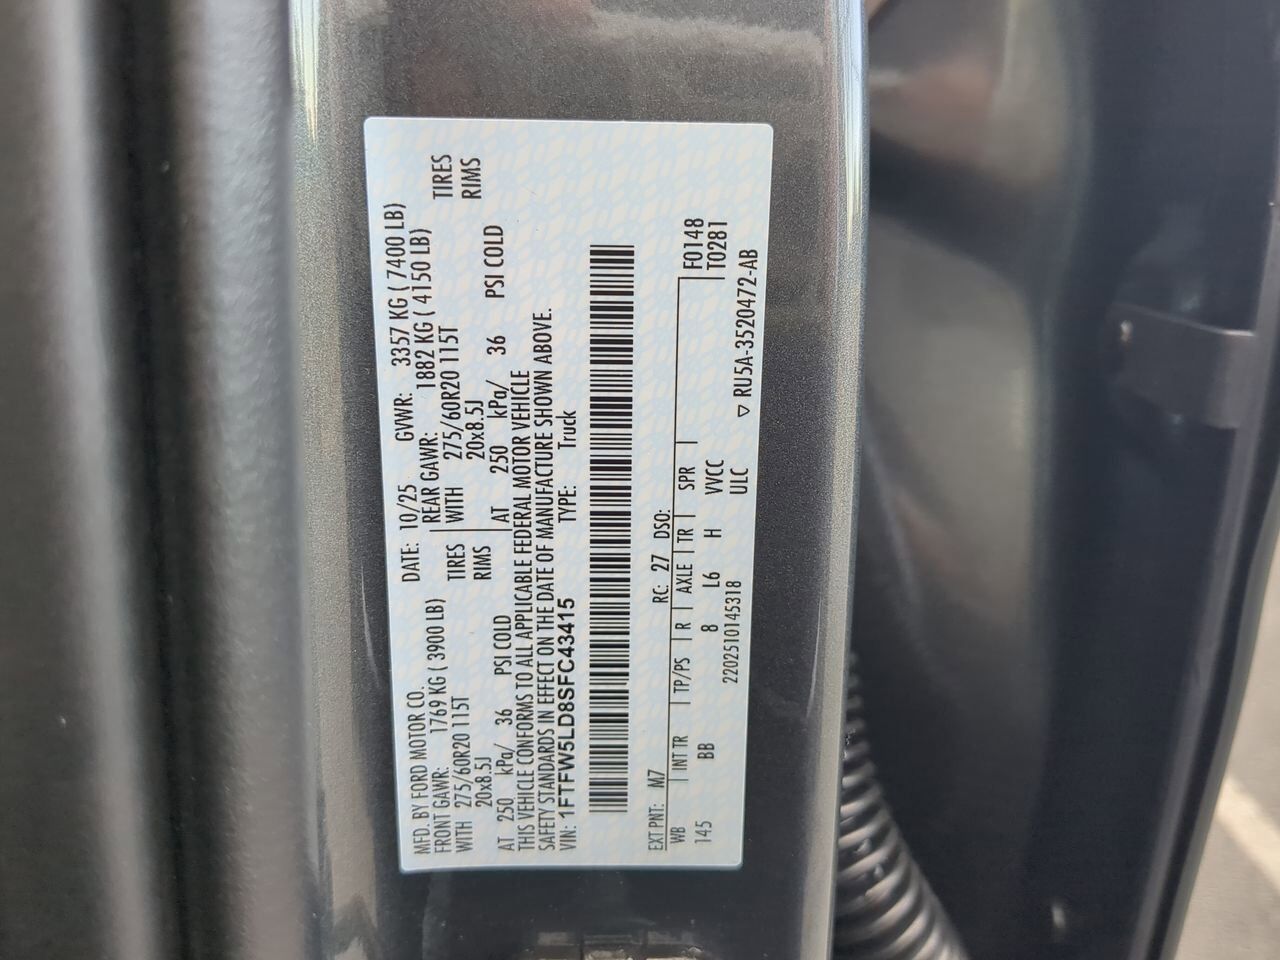 MFD. BY FORD MOTOR CO. DATE: 10/25 GVWR: 3357 KG ( 7400 LB)
FRONT GAWR: 1769 KG ( 3900 LB) REAR GAWR: 1882 KG ( 4150 LB)
WITH 275/60R20 115T TIRES WITH 275/60R20 115T TIRES
20x8.5J RIMS 20x8.5J RIMS
AT 250 kPa/ 36 PSI COLD AT 250 kPa/ 36 PSI COLD
THIS VEHICLE CONFORMS TO ALL APPLICABLE FEDERAL MOTOR VEHICLE
SAFETY STANDARDS IN EFFECT ON THE DATE OF MANUFACTURE SHOWN ABOVE.
VIN: 1FTFW5LD8SFC43415 TYPE: Truck
EXT PNT: M7 RC: 27 DSO:
WB INT TR TP/PS R AXLE TR SPR F0148
145 BB 8 L6 H VVCC T0281
2202510145318 ULC
▽ RU5A-3520472-AB